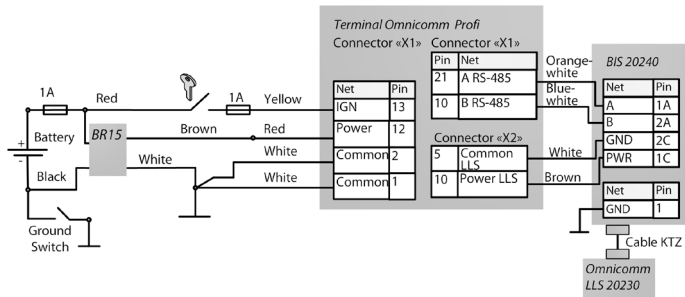 Terminal Omnicomm Profi
Connector «X1»
Connector «X1»
Pin Net
21 A RS-485
10 B RS-485
Orange-
white
Blue-
white
BIS 20240
Net Pin
A 1A
B 2A
GND 2C
PWR 1C
1A
Red
1A
Yellow
Net Pin
IGN 13
Power 12
Common 2
Common 1
Battery
+
-
BR15
Brown
Red
White
White
White
Black
Connector «X2»
5 Common
LLS
10 Power LLS
White
Brown
Net Pin
GND 1
Ground
Switch
Cable KTZ
Omnicomm
LLS 20230